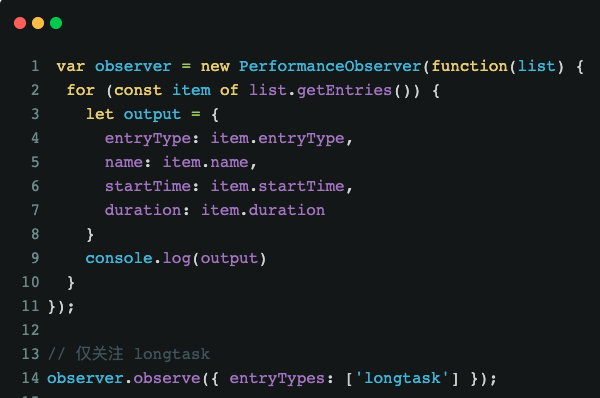 1 var observer = new PerformanceObserver(function(list) {
2 for (const item of list.getEntries()) {
3 let output = {
4 entryType: item.entryType,
5 name: item.name,
6 startTime: item.startTime,
7 duration: item.duration
8 }
9 console.log(output)
10 }
11 });
12
13 // 仅关注 longtask
14 observer.observe({ entryTypes: ['longtask'] });